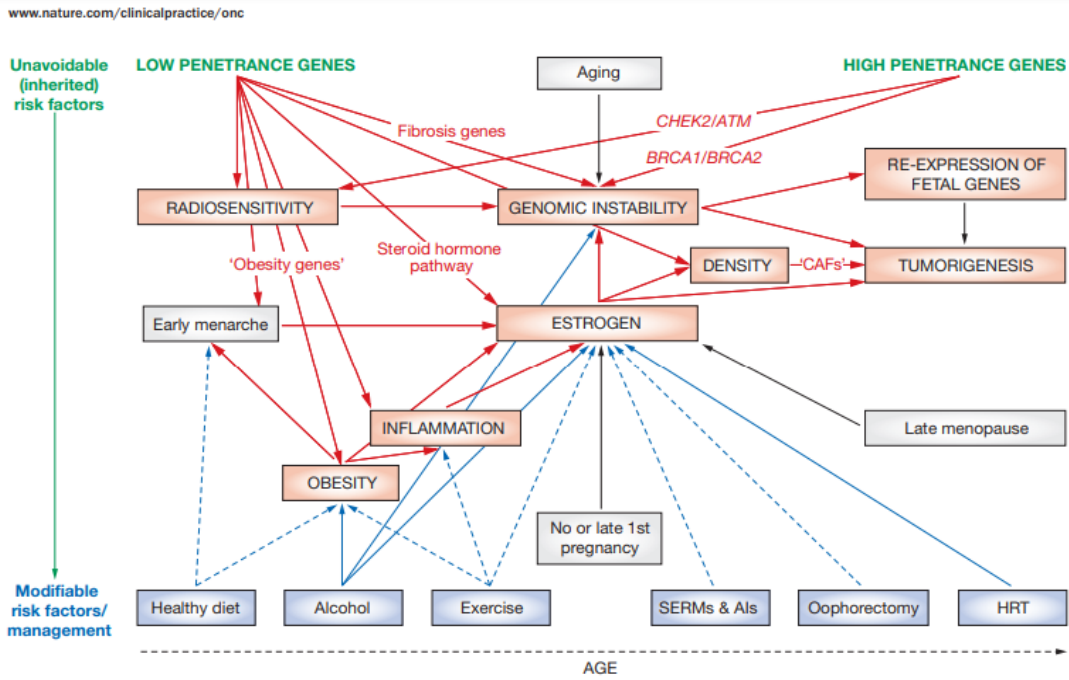 www.nature.com/clinicalpractice/onc
Unavoidable
(inherited)
risk factors
LOW PENETRANCE GENES
Aging
HIGH PENETRANCE GENES
Fibrosis genes
CHEK2/ATM
BRCA1/BRCA2
RE-EXPRESSION OF
FETAL GENES
RADIOSENSITIVITY
GENOMIC INSTABILITY
'Obesity genes'
Steroid hormone
pathway
DENSITY
'CAFs'
TUMORIGENESIS
Early menarche
ESTROGEN
INFLAMMATION
Late menopause
OBESITY
No or late 1st
pregnancy
Modifiable
risk factors/
management
Healthy diet
Alcohol
Exercise
SERMs & AIs
Oophorectomy
HRT
AGE